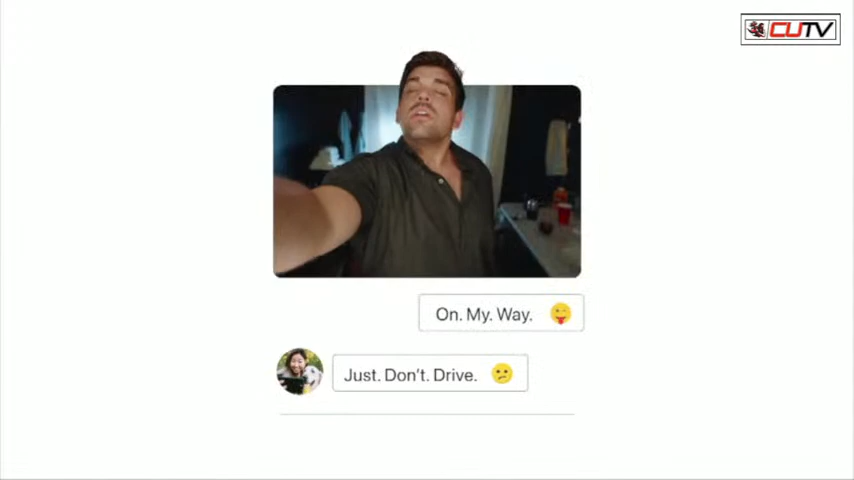 CUTV
On. My. Way. 😜
Just. Don't. Drive. 🫤